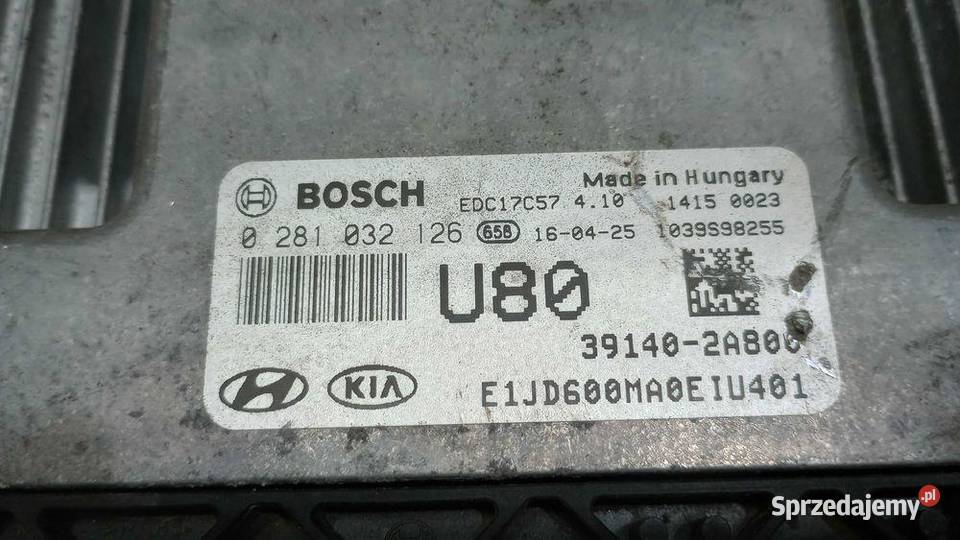 BOSCH
Made in Hungary
EDC17C57 4.10 1415 0023
0 281 032 126 658 16-04-25 1039S98255
U80
39140-2A800
KIA
E1JD600MA0EIU401
Sprzedajemy.pl